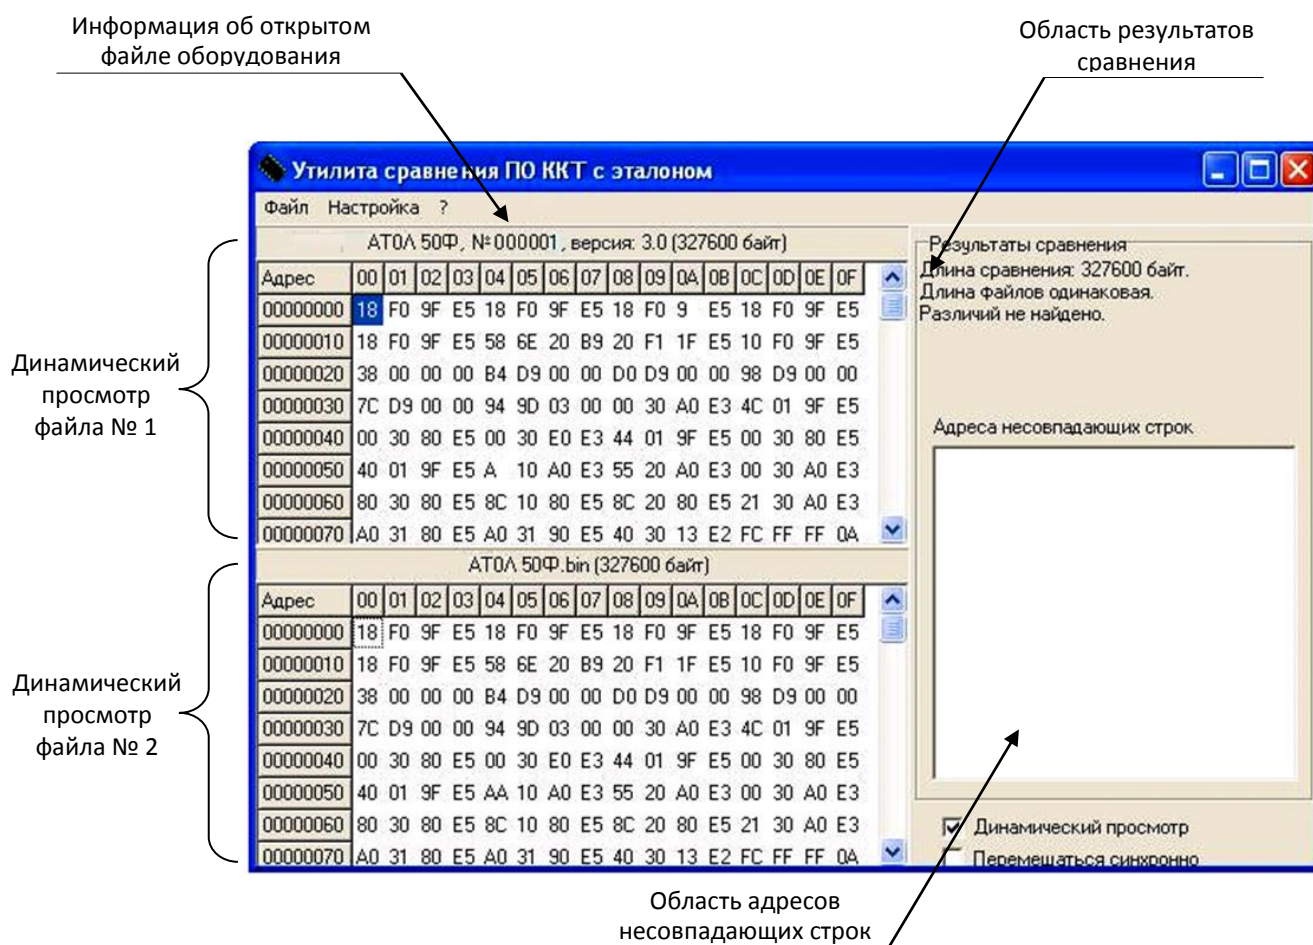 Информация об открытом
файле оборудования
Область результатов
сравнения
Утилита сравнения ПО ККТ с эталоном
Файл Настройка ?
АТ0Л 50Ф, №000001, версия: 3.0 (327600 байт)
Адрес 00 01 02 03 04 05 06 07 08 09 0A 0B 0C 0D 0E 0F
00000000 18 F0 9F E5 18 F0 9F E5 18 F0 9 E5 18 F0 9F E5
00000010 18 F0 9F E5 58 6E 20 B9 20 F1 1F E5 10 F0 9F E5
00000020 38 00 00 00 B4 D9 00 00 D0 D9 00 00 98 D9 00 00
00000030 7C D9 00 00 94 9D 03 00 00 30 A0 E3 4C 01 9F E5
00000040 00 30 80 E5 00 30 E0 E3 44 01 9F E5 00 30 80 E5
00000050 40 01 9F E5 A 10 A0 E3 55 20 A0 E3 00 30 A0 E3
00000060 80 30 80 E5 8C 10 80 E5 8C 20 80 E5 21 30 A0 E3
00000070 A0 31 80 E5 A0 31 90 E5 40 30 13 E2 FC FF FF 0A
Динамический
просмотр
файла № 1
Результаты сравнения
Длина сравнения: 327600 байт.
Длина файлов одинаковая.
Различий не найдено.
Адреса несовпадающих строк
АТ0Л 50Ф.bin (327600 байт)
Адрес 00 01 02 03 04 05 06 07 08 09 0A 0B 0C 0D 0E 0F
00000000 18 F0 9F E5 18 F0 9F E5 18 F0 9F E5 18 F0 9F E5
00000010 18 F0 9F E5 58 6E 20 B9 20 F1 1F E5 10 F0 9F E5
00000020 38 00 00 00 B4 D9 00 00 D0 D9 00 00 98 D9 00 00
00000030 7C D9 00 00 94 9D 03 00 00 30 A0 E3 4C 01 9F E5
00000040 00 30 80 E5 00 30 E0 E3 44 01 9F E5 00 30 80 E5
00000050 40 01 9F E5 AA 10 A0 E3 55 20 A0 E3 00 30 A0 E3
00000060 80 30 80 E5 8C 10 80 E5 8C 20 80 E5 21 30 A0 E3
00000070 A0 31 80 E5 A0 31 90 E5 40 30 13 E2 FC FF FF 0A
Динамический
просмотр
файла № 2
Динамический просмотр
Перемещаться синхронно
Область адресов
несовпадающих строк